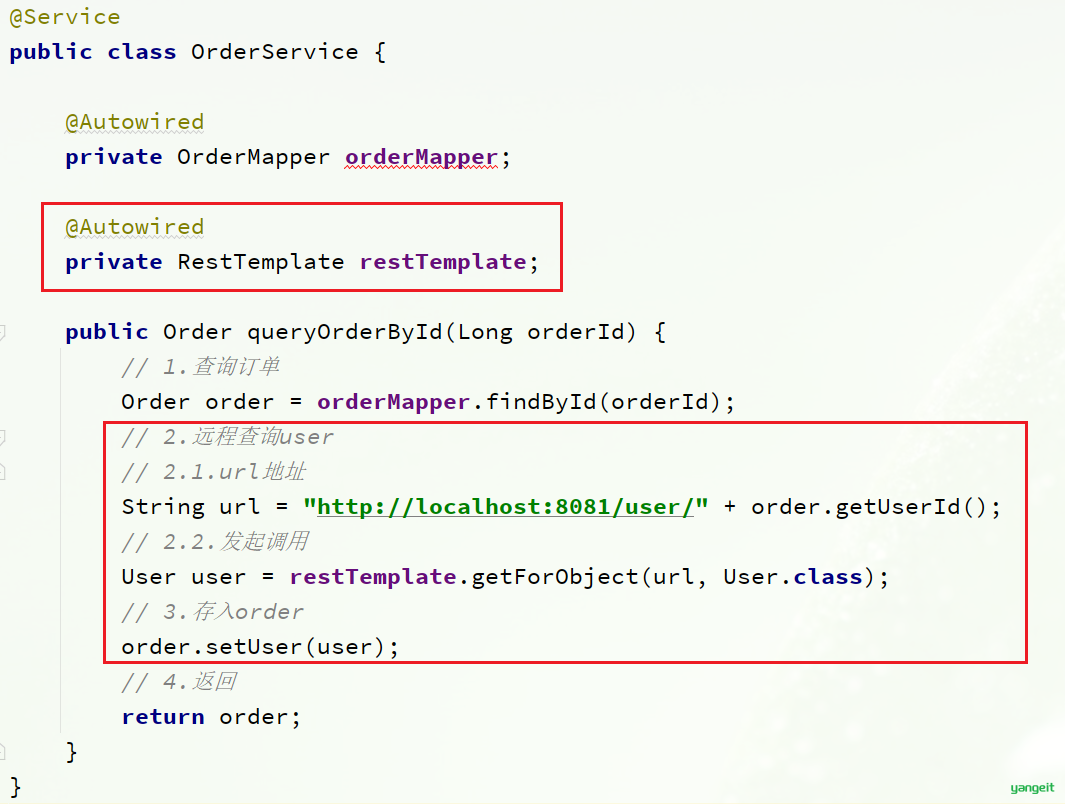 @Service
public class OrderService {
@Autowired
private OrderMapper orderMapper;
@Autowired
private RestTemplate restTemplate;
public Order queryOrderById(Long orderId) {
// 1.查询订单
Order order = orderMapper.findById(orderId);
// 2.远程查询user
// 2.1.url地址
String url = "http://localhost:8081/user/" + order.getUserId();
// 2.2.发起调用
User user = restTemplate.getForObject(url, User.class);
// 3.存入order
order.setUser(user);
// 4.返回
return order;
}
}
yangeit